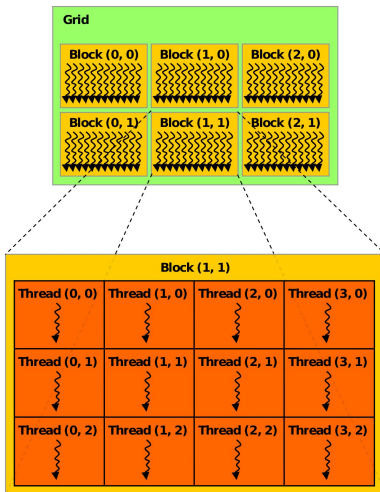 Grid
Block (0, 0) Block (1, 0) Block (2, 0)
Block (0, 1) Block (1, 1) Block (2, 1)
Block (1, 1)
Thread (0, 0) Thread (1, 0) Thread (2, 0) Thread (3, 0)
Thread (0, 1) Thread (1, 1) Thread (2, 1) Thread (3, 1)
Thread (0, 2) Thread (1, 2) Thread (2, 2) Thread (3, 2)